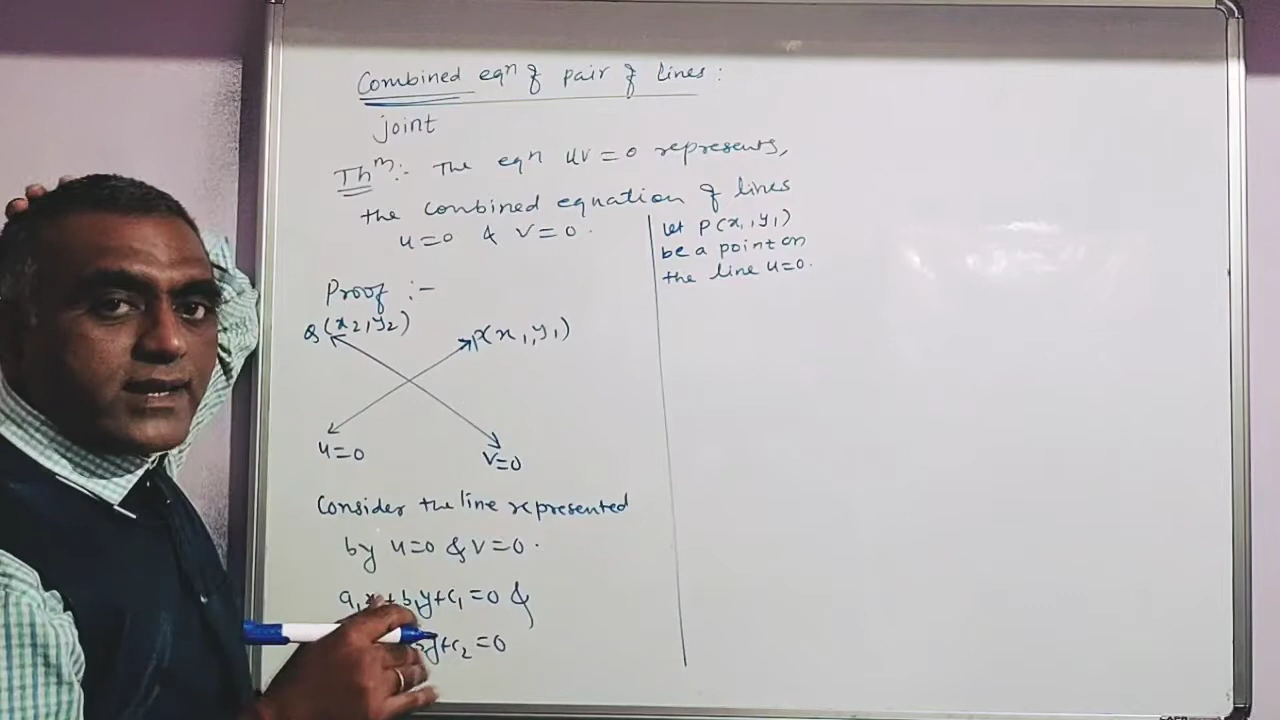 Combined eqn of pair of lines :
joint
Thm :- The eqn uv = 0 represents,
the combined equation of lines
u = 0 & v = 0 .
Proof :-
Q (x2, y2)
P(x1, y1)
u=0
v=0
Consider the line represented
by u=0 & v=0 .
a1x + b1y + c1 = 0 &
y + c2 = 0
let P(x1, y1)
be a point on
the line u=0.